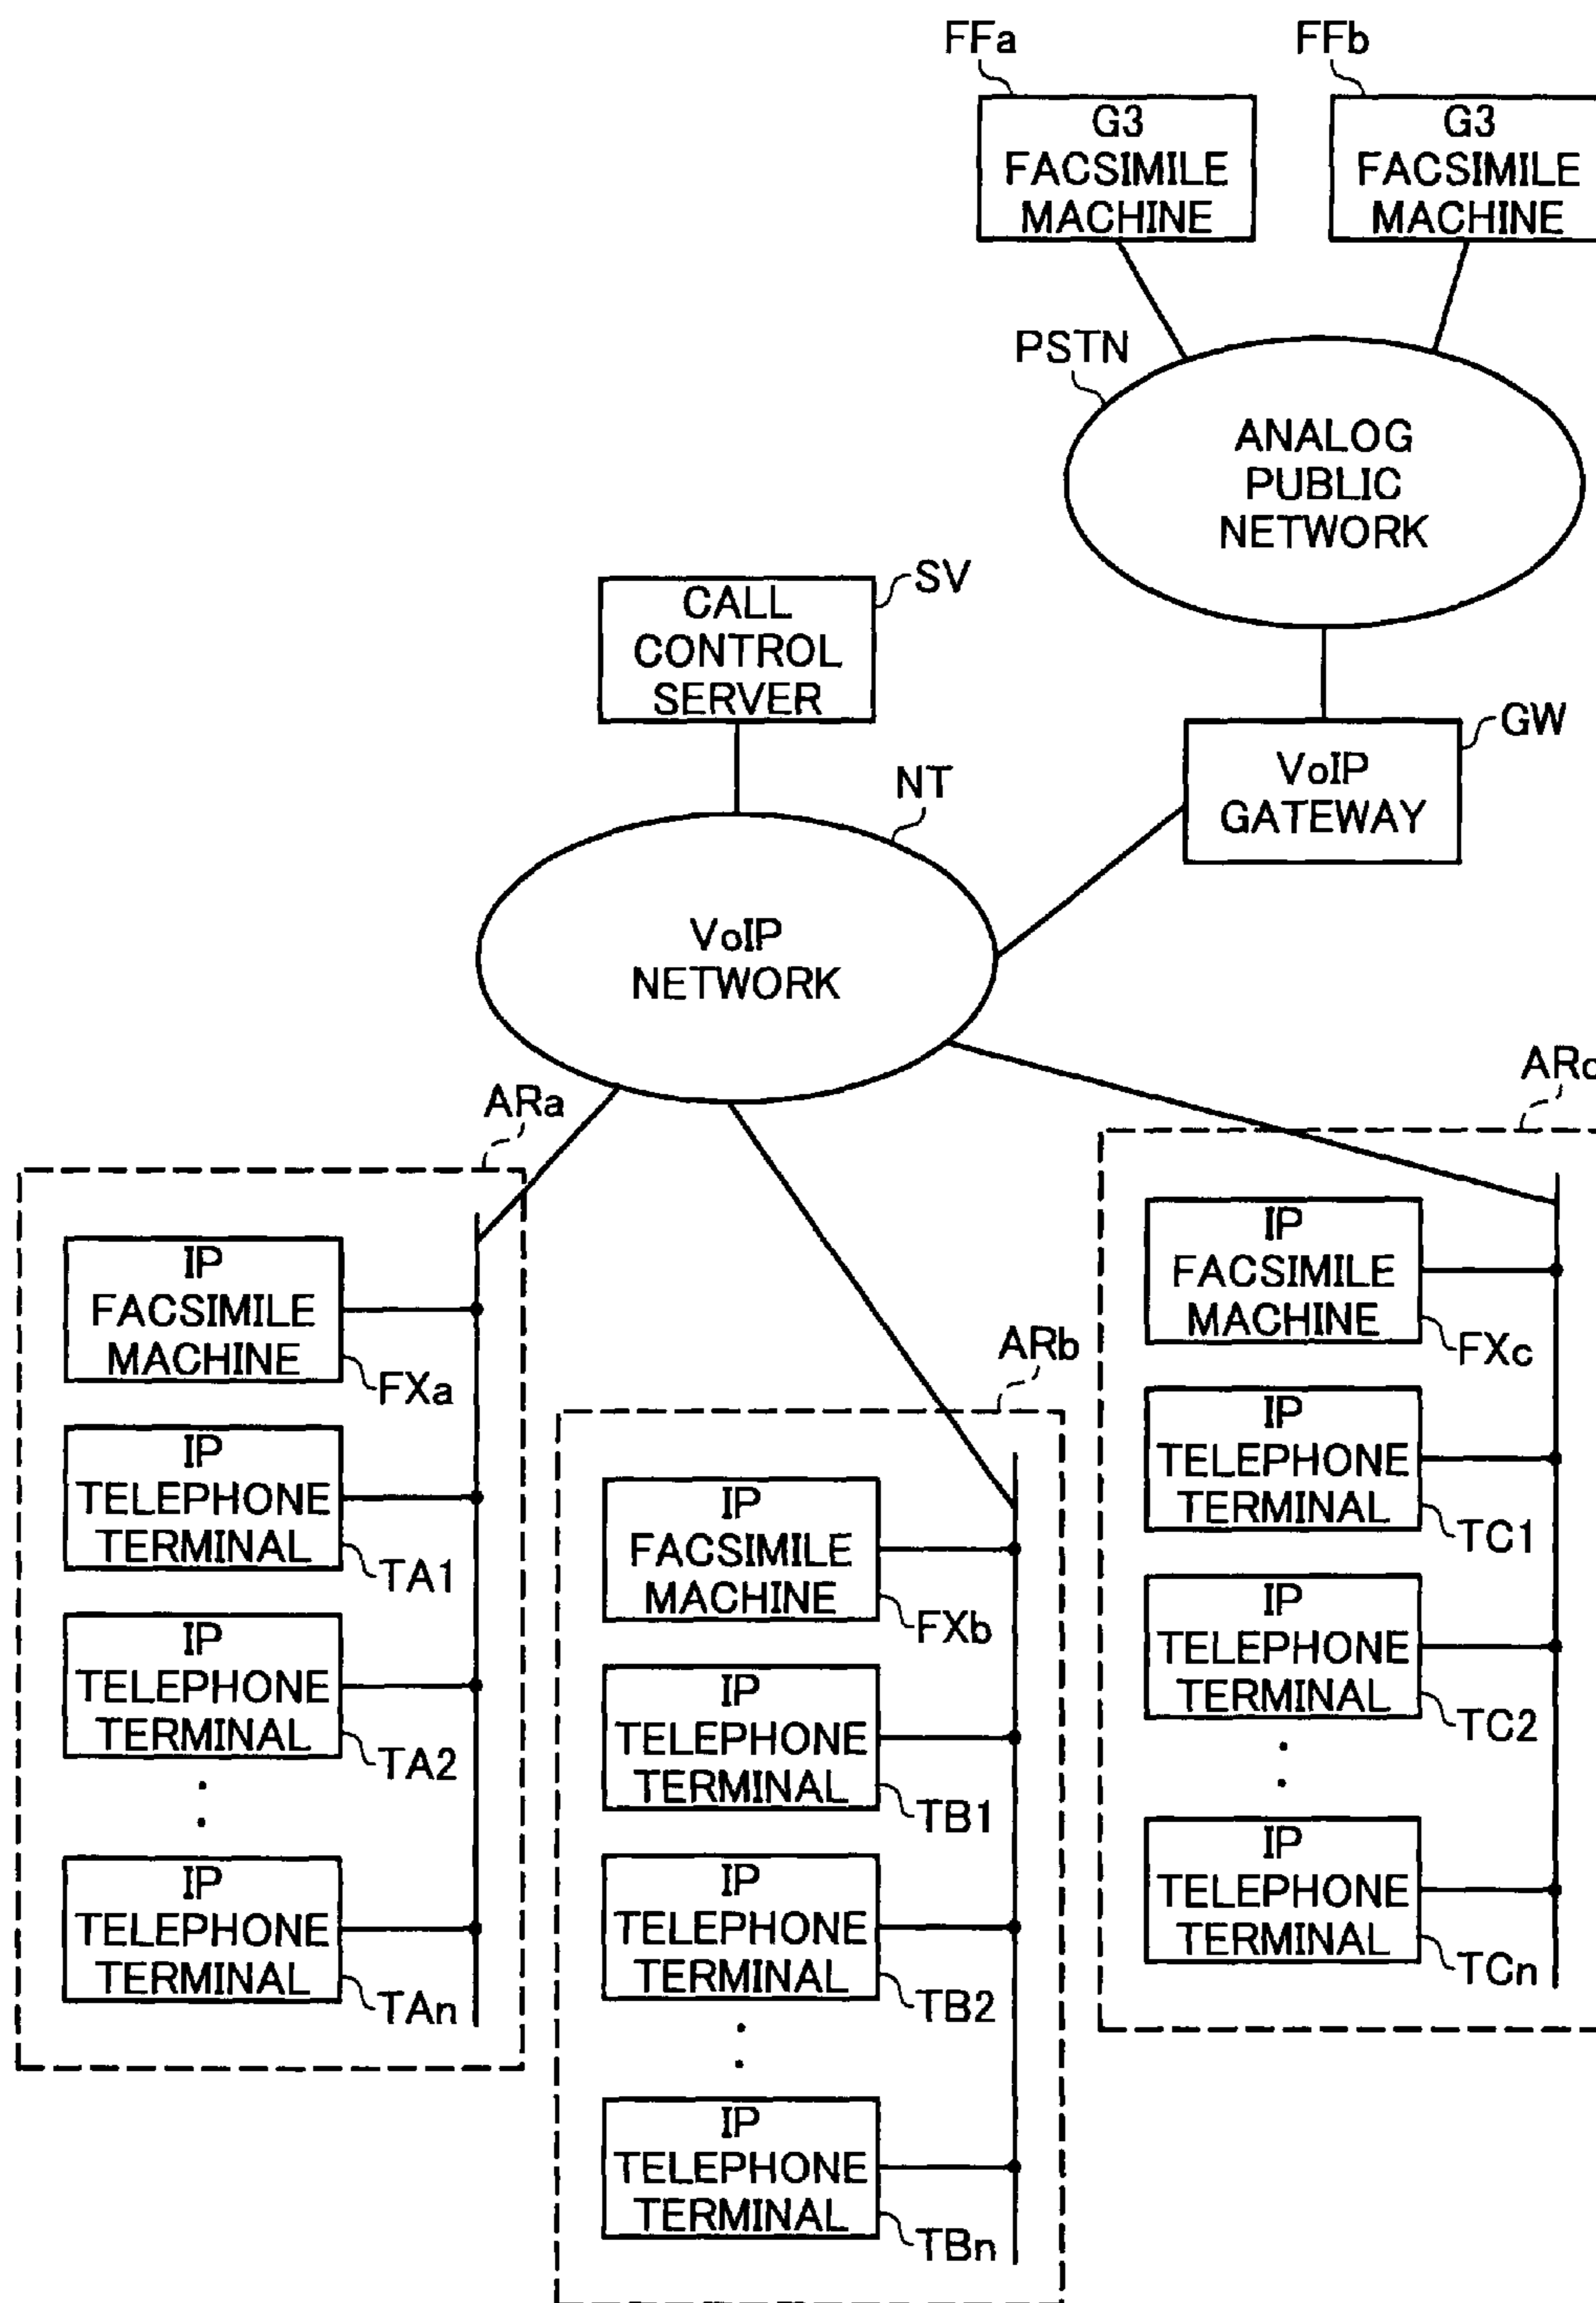 FFa
FFb
G3
FACSIMILE
MACHINE
G3
FACSIMILE
MACHINE
PSTN
ANALOG
PUBLIC
NETWORK
CALL
CONTROL
SERVER
SV
GW
VoIP
GATEWAY
NT
VoIP
NETWORK
ARa
IP
FACSIMILE
MACHINE
FXa
IP
TELEPHONE
TERMINAL
TA1
IP
TELEPHONE
TERMINAL
TA2
IP
TELEPHONE
TERMINAL
TAn
ARb
IP
FACSIMILE
MACHINE
FXb
IP
TELEPHONE
TERMINAL
TB1
IP
TELEPHONE
TERMINAL
TB2
IP
TELEPHONE
TERMINAL
TBn
ARc
IP
FACSIMILE
MACHINE
FXc
IP
TELEPHONE
TERMINAL
TC1
IP
TELEPHONE
TERMINAL
TC2
IP
TELEPHONE
TERMINAL
TCn